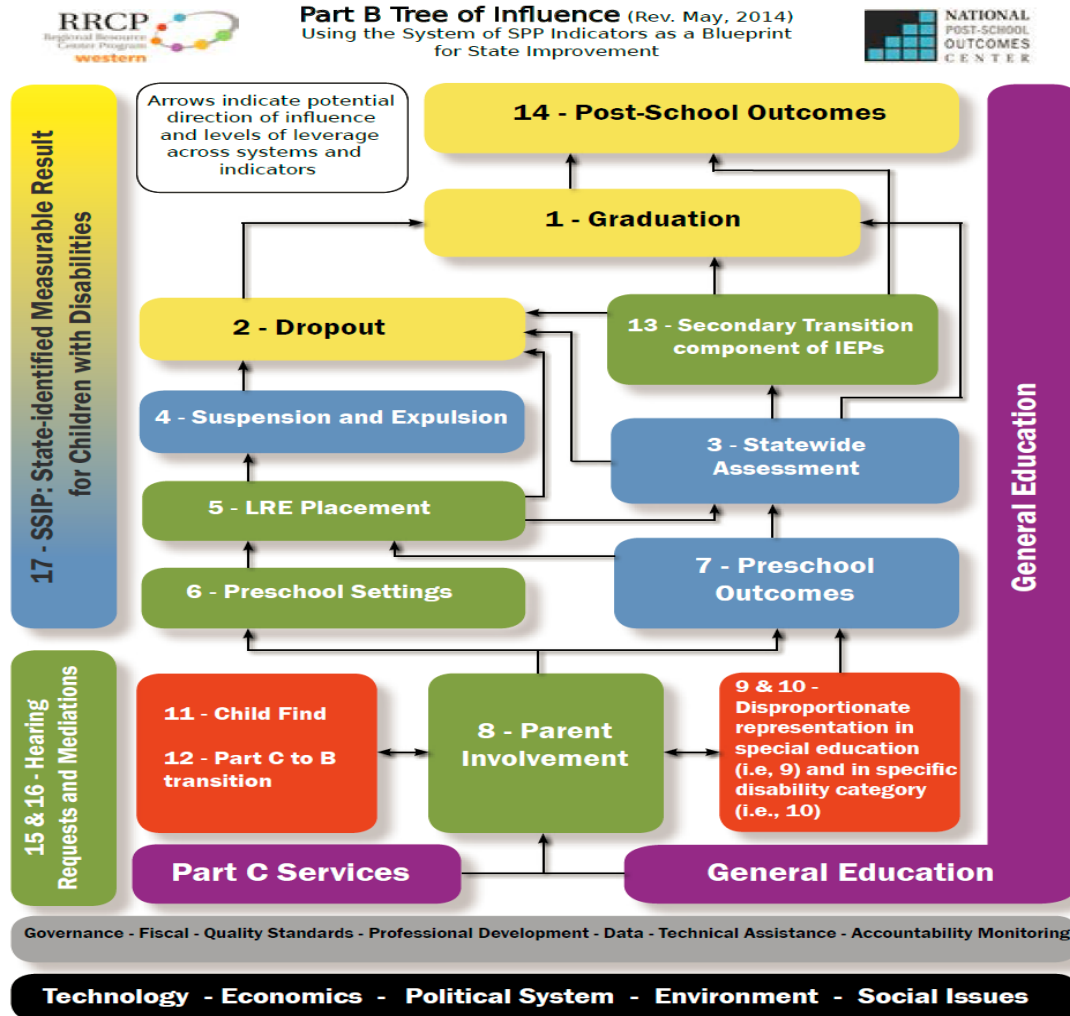 RRCP
Regional Resource
Center Program
western
Part B Tree of Influence (Rev. May, 2014)
Using the System of SPP Indicators as a Blueprint
for State Improvement
NATIONAL
POST-SCHOOL
OUTCOMES
CENTER
Arrows indicate potential
direction of influence
and levels of leverage
across systems and
indicators
14 - Post-School Outcomes
1 - Graduation
2 - Dropout
13 - Secondary Transition
component of IEPs
4 - Suspension and Expulsion
3 - Statewide
Assessment
5 - LRE Placement
7 - Preschool
Outcomes
6 - Preschool Settings
17 - SSIP: State-identified Measurable Result
for Children with Disabilities
General Education
15 & 16 - Hearing
Requests and Mediations
11 - Child Find
12 - Part C to B
transition
8 - Parent
Involvement
9 & 10 -
Disproportionate
representation in
special education
(i.e, 9) and in specific
disability category
(i.e., 10)
Part C Services
General Education
Governance - Fiscal - Quality Standards - Professional Development - Data - Technical Assistance - Accountability Monitoring
Technology - Economics - Political System - Environment - Social Issues